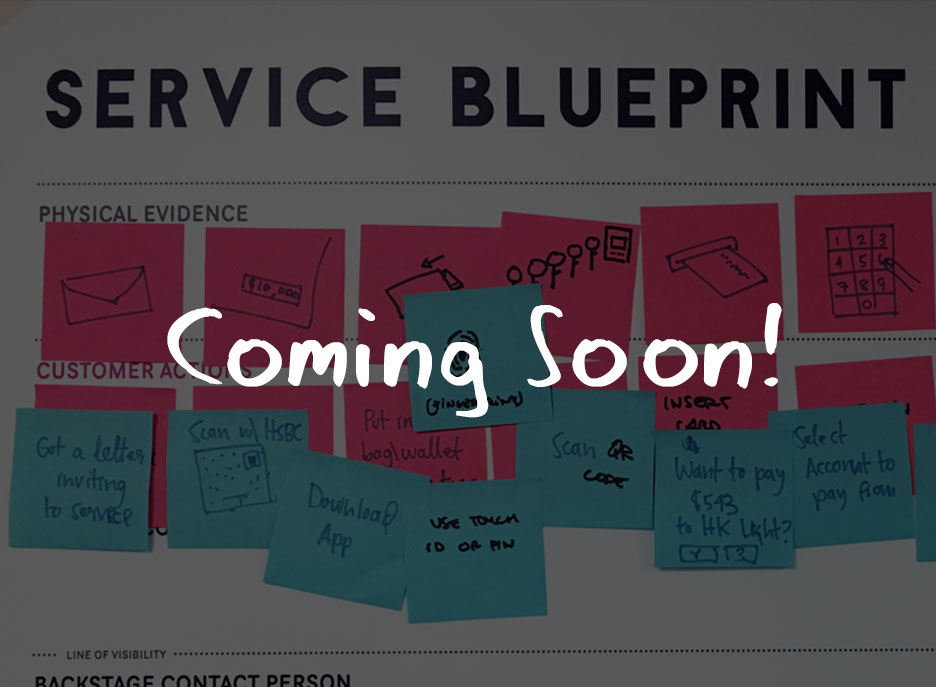 SERVICE BLUEPRINT
PHYSICAL EVIDENCE
$10,000
1 2 3
4 5 6
7 8 9
0
Coming Soon!
CUSTOMER ACTIONS
(FINGERPRINT)
Got a letter
inviting
to service
Scan w/ HSBC
Download
App
Put in
bag/wallet
USE TOUCH
ID OR PIN
Scan QR
CODE
INSERT
CARD
Want to pay
$543
to HK Light?
Select
Account to
pay from
LINE OF VISIBILITY
BACKSTAGE CONTACT PERSON